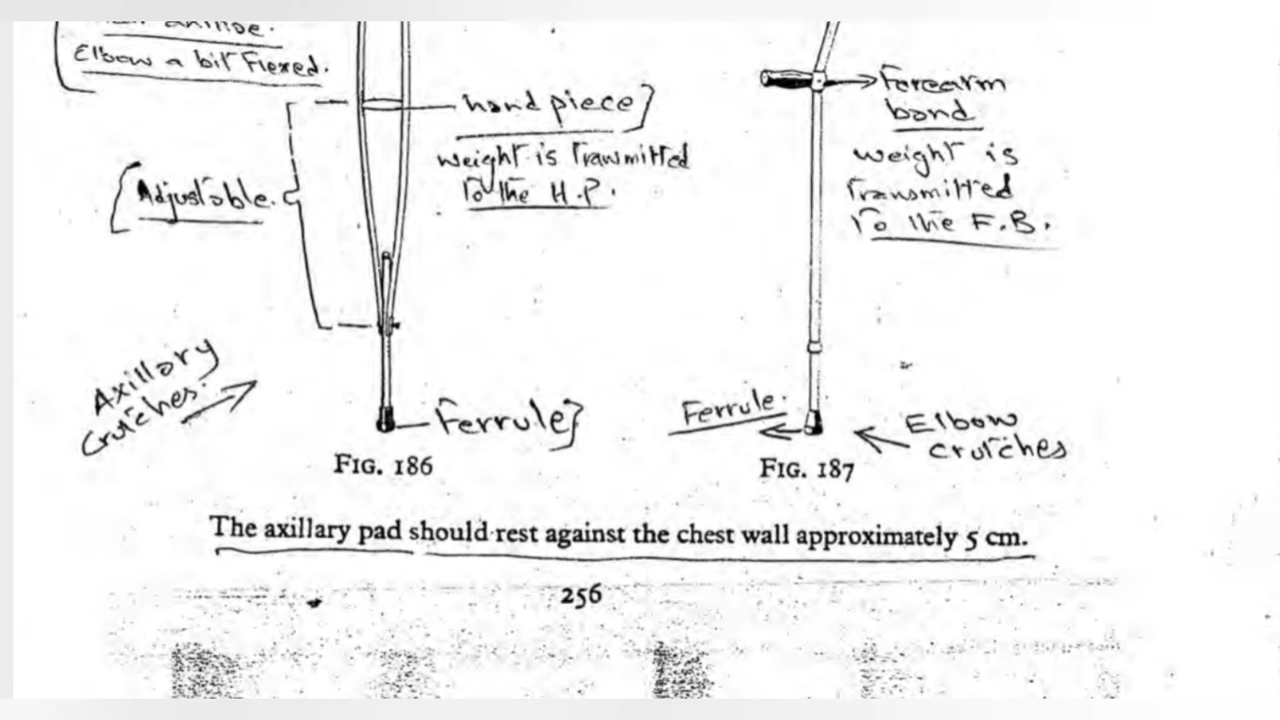 axillae.
Elbow a bit Flexed.
hand piece
weight is Transmitted
To the H.P.
Adjustable.
Axillary
Crutches.
Ferrule
FIG. 186
Forearm
band
weight is
Transmitted
To the F.B.
Ferrule.
Elbow
crutches
FIG. 187
The axillary pad should rest against the chest wall approximately 5 cm.
256